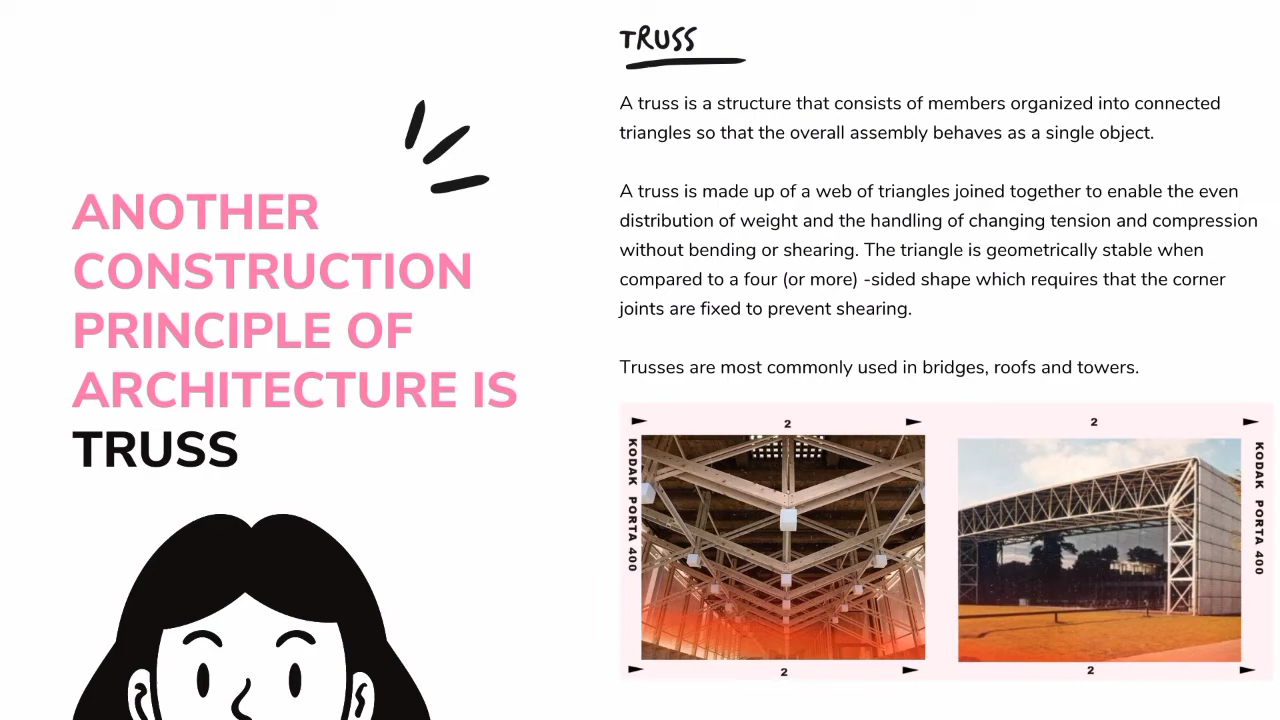 ANOTHER
CONSTRUCTION
PRINCIPLE OF
ARCHITECTURE IS
TRUSS
TRUSS
A truss is a structure that consists of members organized into connected
triangles so that the overall assembly behaves as a single object.
A truss is made up of a web of triangles joined together to enable the even
distribution of weight and the handling of changing tension and compression
without bending or shearing. The triangle is geometrically stable when
compared to a four (or more) -sided shape which requires that the corner
joints are fixed to prevent shearing.
Trusses are most commonly used in bridges, roofs and towers.
2
KODAK PORTA 400
2
2
KODAK PORTA 400
2